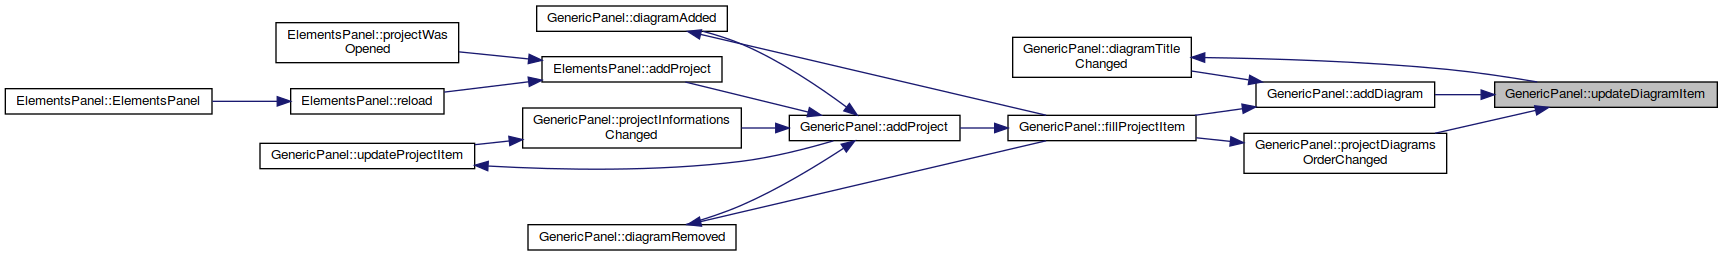 GenericPanel::diagramAdded
ElementsPanel::projectWas
Opened
ElementsPanel::addProject
ElementsPanel::ElementsPanel
ElementsPanel::reload
GenericPanel::projectInformations
Changed
GenericPanel::updateProjectItem
GenericPanel::diagramRemoved
GenericPanel::addProject
GenericPanel::fillProjectItem
GenericPanel::diagramTitle
Changed
GenericPanel::addDiagram
GenericPanel::projectDiagrams
OrderChanged
GenericPanel::updateDiagramItem